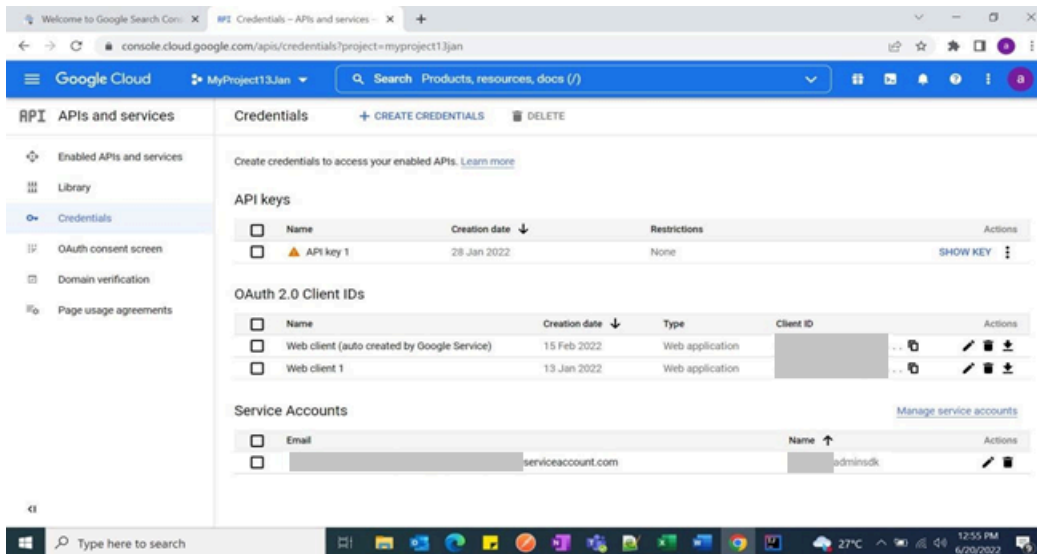 Welcome to Google Search Con
API Credentials – APIs and services –
console.cloud.google.com/apis/credentials?project=myproject13jan
a
Google Cloud MyProject13Jan Search Products, resources, docs (/) a
API APIs and services Credentials + CREATE CREDENTIALS DELETE
Enabled APIs and services
Library
Credentials
OAuth consent screen
Domain verification
Page usage agreements
Create credentials to access your enabled APIs. Learn more
API keys
Name Creation date Restrictions Actions
API key 1 28 Jan 2022 None SHOW KEY
OAuth 2.0 Client IDs
Name Creation date Type Client ID Actions
Web client (auto created by Google Service) 15 Feb 2022 Web application ...
Web client 1 13 Jan 2022 Web application ...
Service Accounts Manage service accounts
Email Name Actions
serviceaccount.com adminsdk
Type here to search 27°C 12:55 PM
6/20/2022